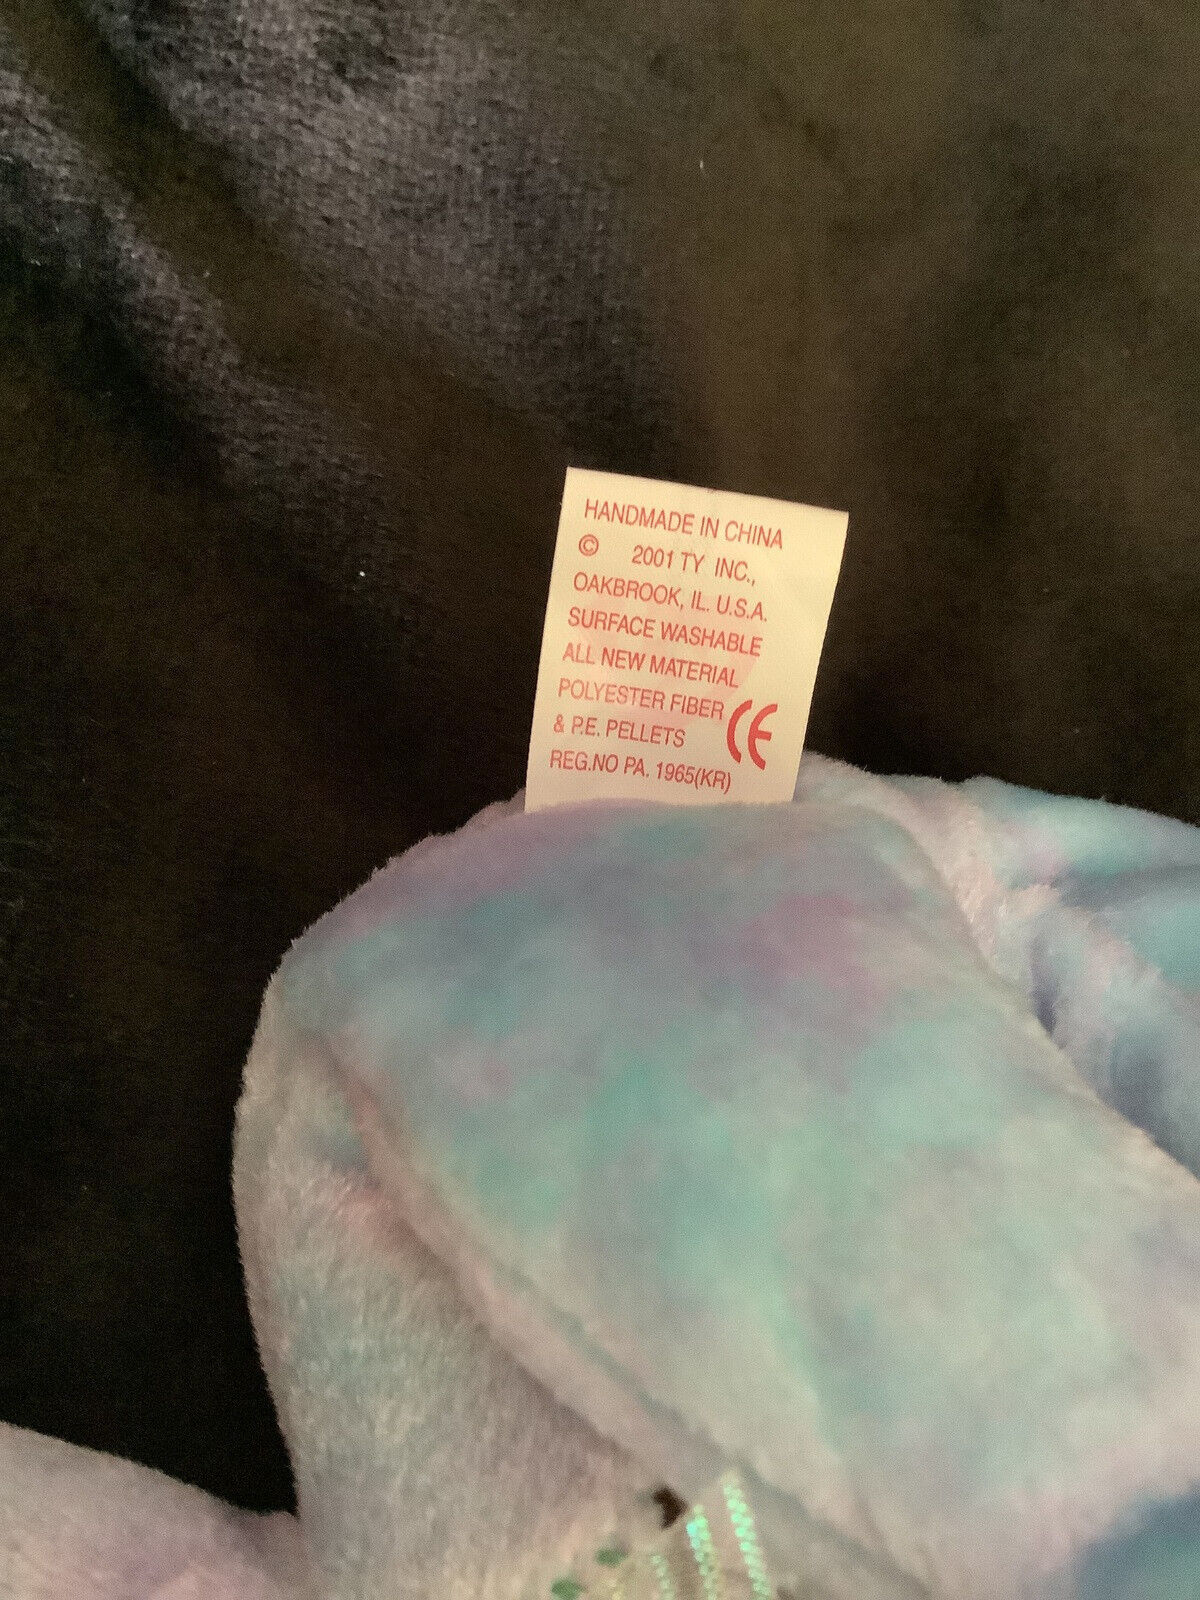 HANDMADE IN CHINA
© 2001 TY INC.,
OAKBROOK, IL. U.S.A.
SURFACE WASHABLE
ALL NEW MATERIAL
POLYESTER FIBER
& P.E. PELLETS CE
REG.NO PA. 1965(KR)